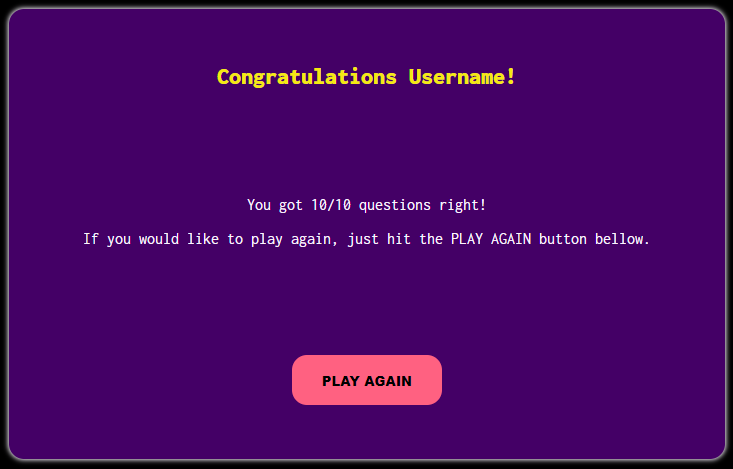 Congratulations Username!
You got 10/10 questions right!
If you would like to play again, just hit the PLAY AGAIN button bellow.
PLAY AGAIN